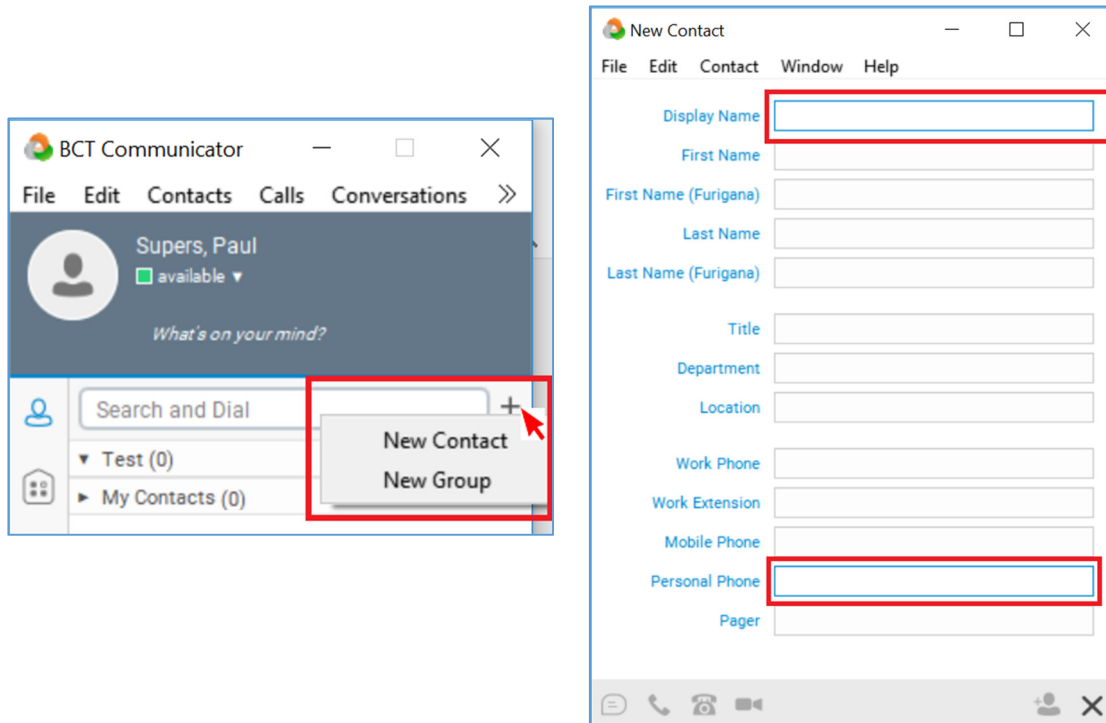 BCT Communicator
File Edit Contacts Calls Conversations »
Supers, Paul
available ▼
What's on your mind?
Search and Dial
+
New Contact
New Group
▼ Test (0)
► My Contacts (0)
New Contact
File Edit Contact Window Help
Display Name
First Name
First Name (Furigana)
Last Name
Last Name (Furigana)
Title
Department
Location
Work Phone
Work Extension
Mobile Phone
Personal Phone
Pager